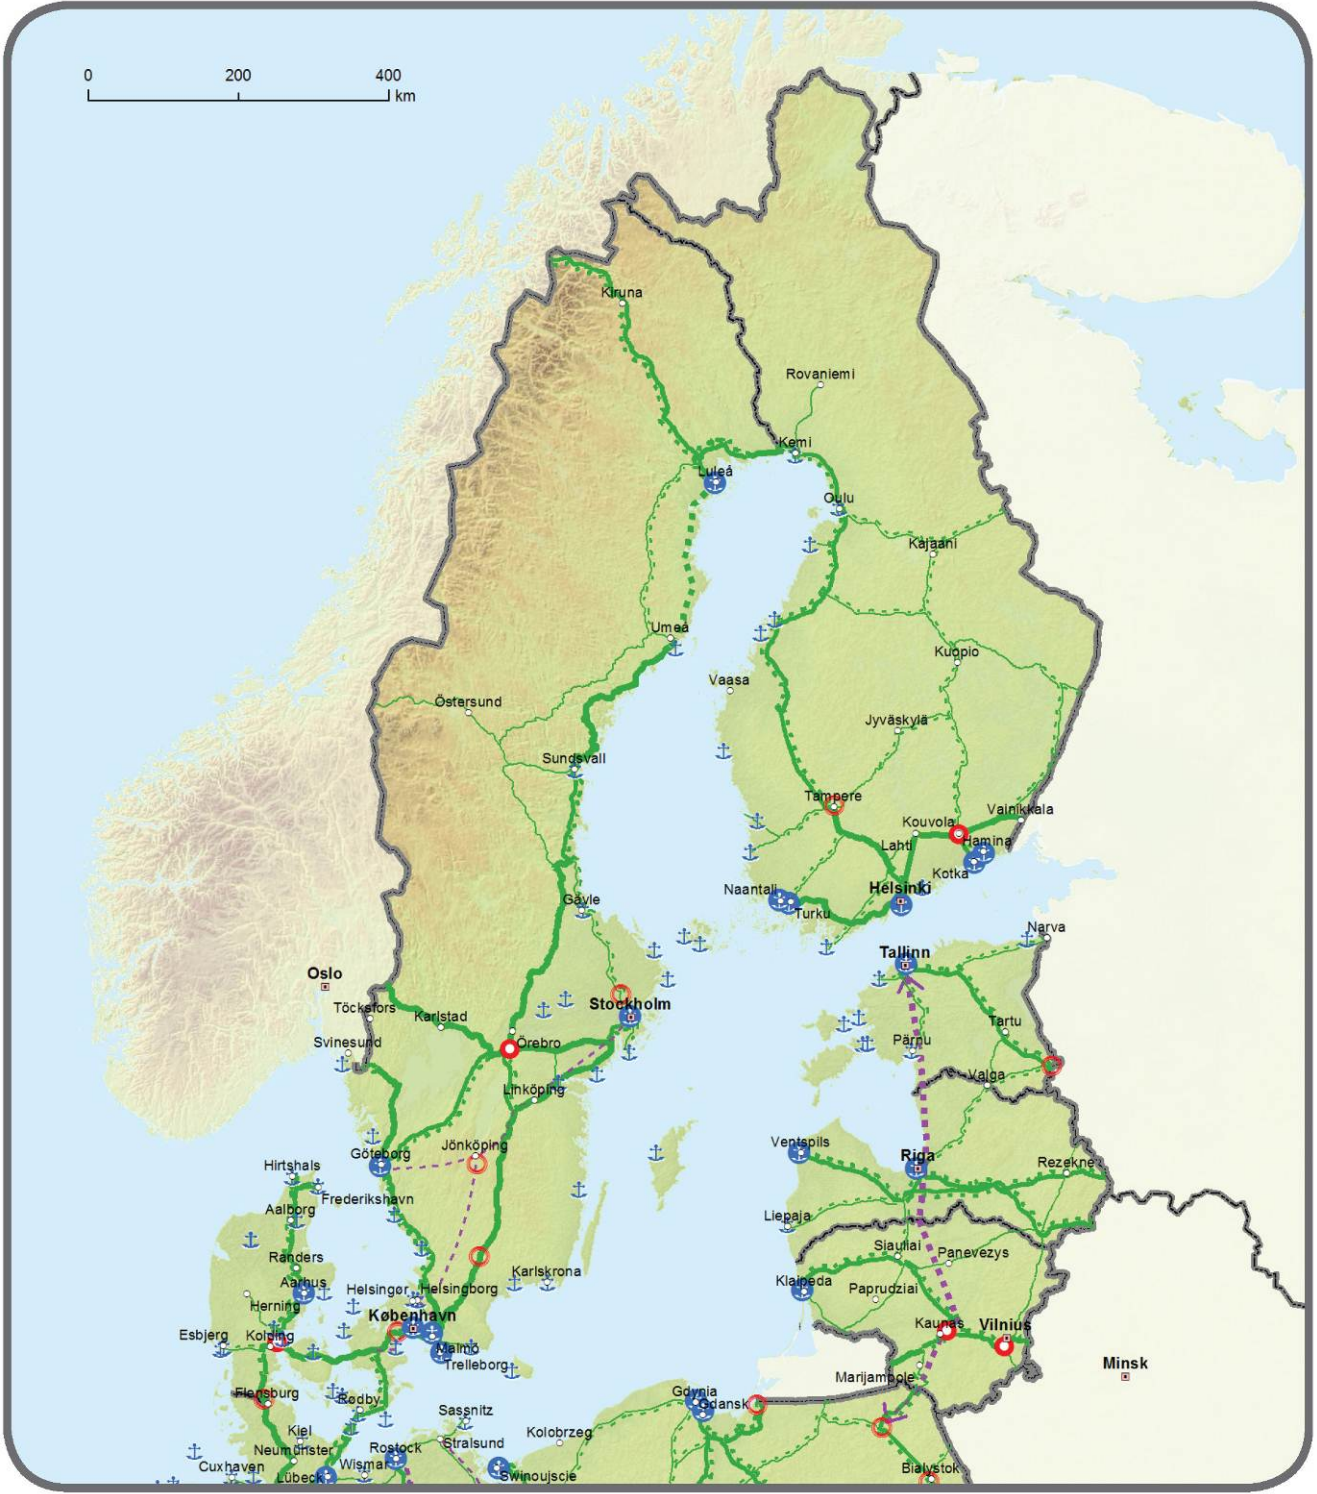 0 200 400
km
Kiruna
Rovaniemi
Kemi
Luleå
Oulu
Kajaani
Umeå
Kuopio
Vaasa
Östersund
Jyväskylä
Sundsvall
Tampere
Vainikkala
Kouvola
Hamina
Lahti
Kotka
Naantali
Helsinki
Gävle
Turku
Narva
Tallinn
Oslo
Stockholm
Töcksfors
Karlstad
Tartu
Svinesund
Örebro
Pärnu
Valga
Linköping
Jönköping
Ventspils
Göteborg
Riga
Hirtshals
Rezekne
Frederikshavn
Aalborg
Liepaja
Siauliai
Panevezys
Randers
Karlskrona
Aarhus
Klaipeda
Helsingør
Helsingborg
Paprudziai
Herning
København
Kaunas
Vilnius
Esbjerg
Kolding
Malmö
Trelleborg
Minsk
Marijampole
Flensburg
Gdynia
Gdansk
Rødby
Sassnitz
Kiel
Kolobrzeg
Stralsund
Neumünster
Rostock
Wismar
Cuxhaven
Bialystok
Lübeck
Swinoujscie